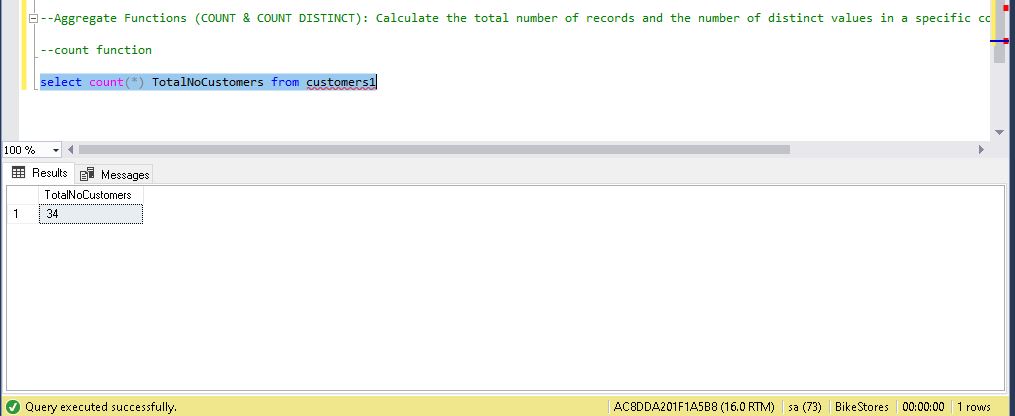 --Aggregate Functions (COUNT & COUNT DISTINCT): Calculate the total number of records and the number of distinct values in a specific co
--count function
select count(*) TotalNoCustomers from customers1
100 %
Results Messages
TotalNoCustomers
1 34
Query executed successfully. AC8DDA201F1A5B8 (16.0 RTM) sa (73) BikeStores 00:00:00 1 rows